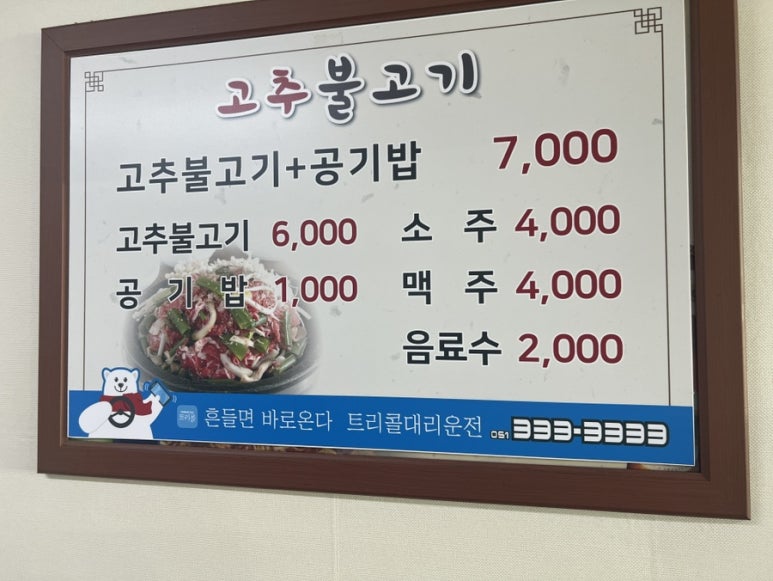 고추불고기
고추불고기+공기밥 7,000
고추불고기 6,000 소 주 4,000
공 기 밥 1,000 맥 주 4,000
음료수 2,000
흔들면 바로온다 트리콜대리운전 051 333-3333